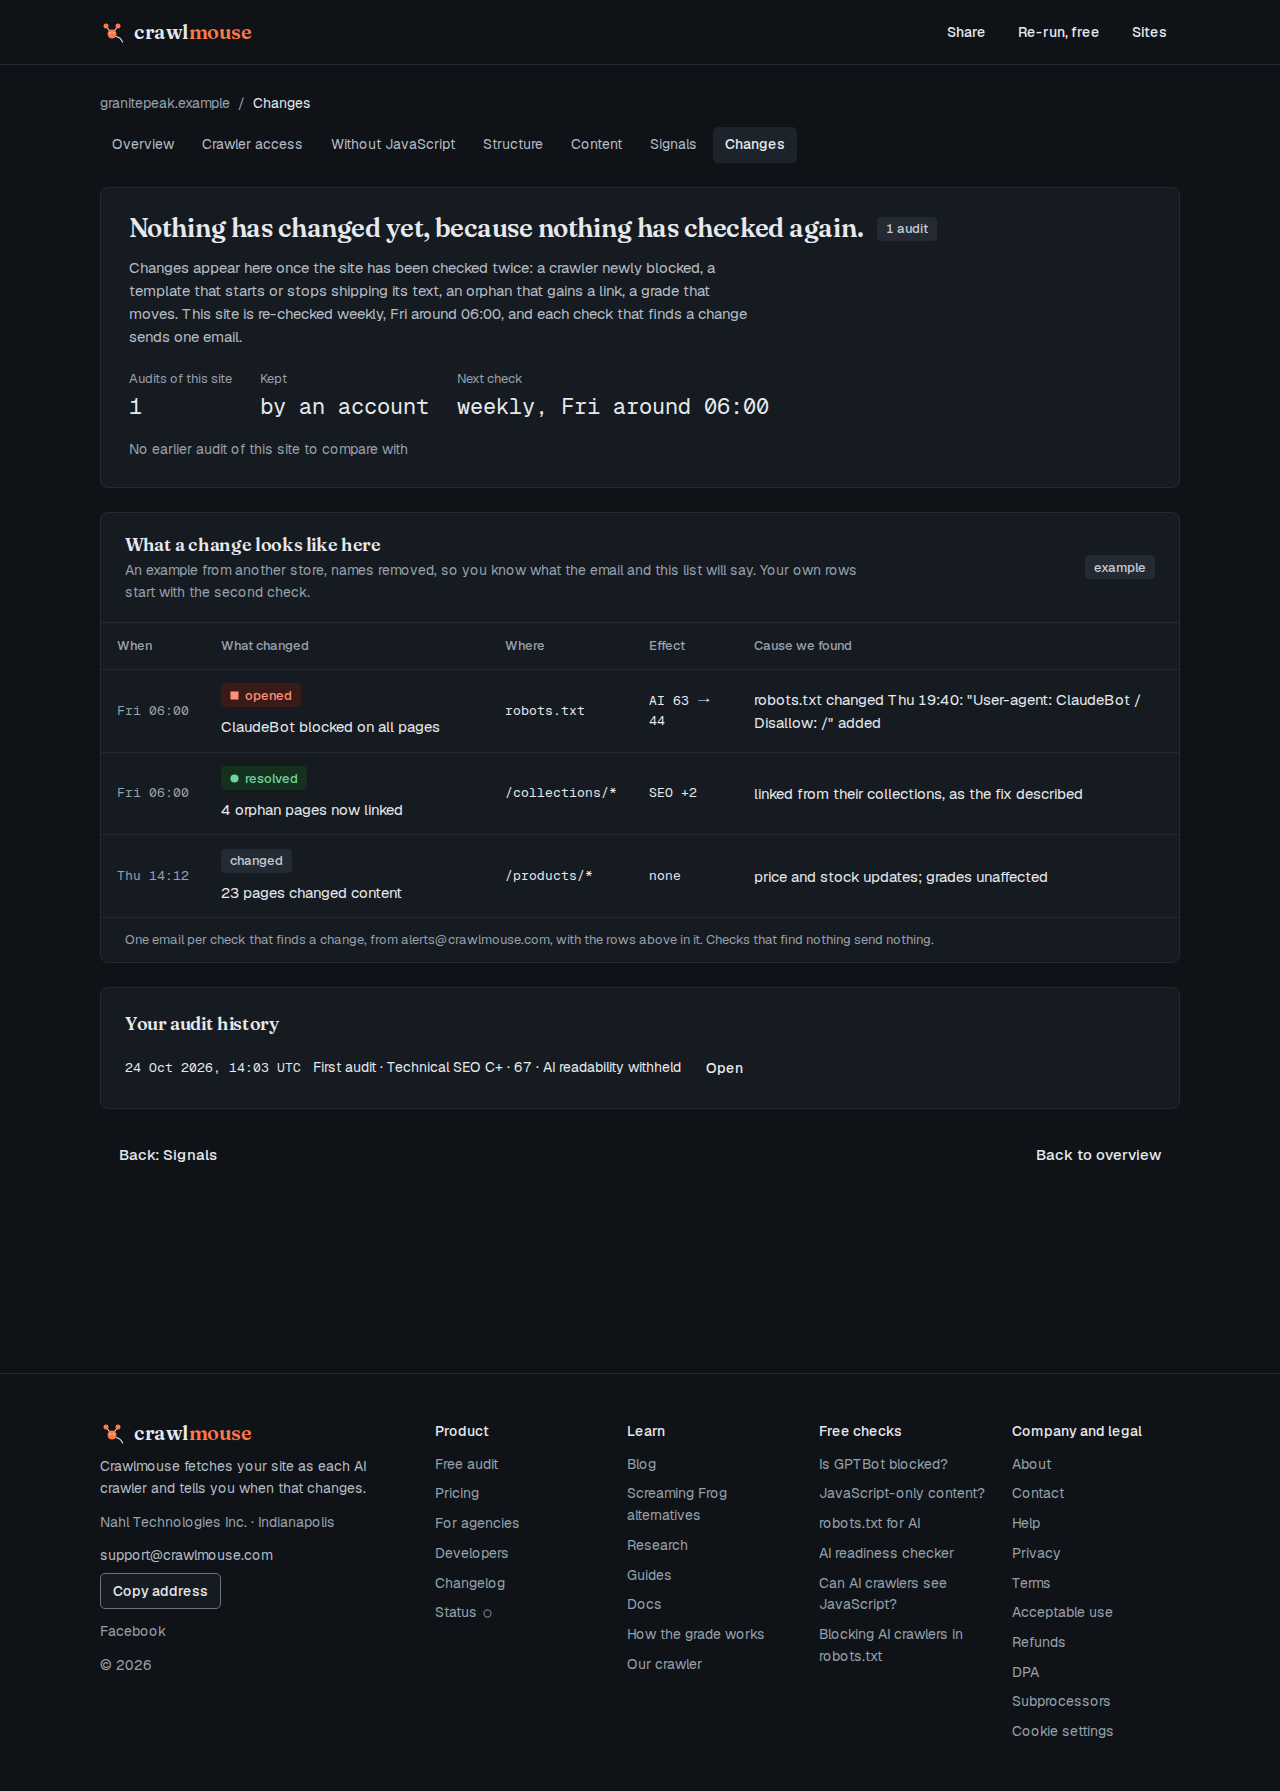 crawlmouse
Share Re-run, free Sites
granitepeak.example / Changes
Overview Crawler access Without JavaScript Structure Content Signals Changes
Nothing has changed yet, because nothing has checked again. 1 audit
Changes appear here once the site has been checked twice: a crawler newly blocked, a
template that starts or stops shipping its text, an orphan that gains a link, a grade that
moves. This site is re-checked weekly, Fri around 06:00, and each check that finds a change
sends one email.
Audits of this site Kept Next check
1 by an account weekly, Fri around 06:00
No earlier audit of this site to compare with
What a change looks like here
An example from another store, names removed, so you know what the email and this list will say. Your own rows
start with the second check.
example
When What changed Where Effect Cause we found
Fri 06:00
opened
ClaudeBot blocked on all pages
robots.txt
AI 63 →
44
robots.txt changed Thu 19:40: "User-agent: ClaudeBot /
Disallow: /" added
Fri 06:00
resolved
4 orphan pages now linked
/collections/*
SEO +2
linked from their collections, as the fix described
Thu 14:12
changed
23 pages changed content
/products/*
none
price and stock updates; grades unaffected
One email per check that finds a change, from alerts@crawlmouse.com, with the rows above in it. Checks that find nothing send nothing.
Your audit history
24 Oct 2026, 14:03 UTC First audit · Technical SEO C+ · 67 · AI readability withheld Open
Back: Signals
Back to overview
crawlmouse
Crawlmouse fetches your site as each AI
crawler and tells you when that changes.
Nahl Technologies Inc. · Indianapolis
support@crawlmouse.com
Copy address
Facebook
© 2026
Product
Free audit
Pricing
For agencies
Developers
Changelog
Status
Learn
Blog
Screaming Frog
alternatives
Research
Guides
Docs
How the grade works
Our crawler
Free checks
Is GPTBot blocked?
JavaScript-only content?
robots.txt for AI
AI readiness checker
Can AI crawlers see
JavaScript?
Blocking AI crawlers in
robots.txt
Company and legal
About
Contact
Help
Privacy
Terms
Acceptable use
Refunds
DPA
Subprocessors
Cookie settings